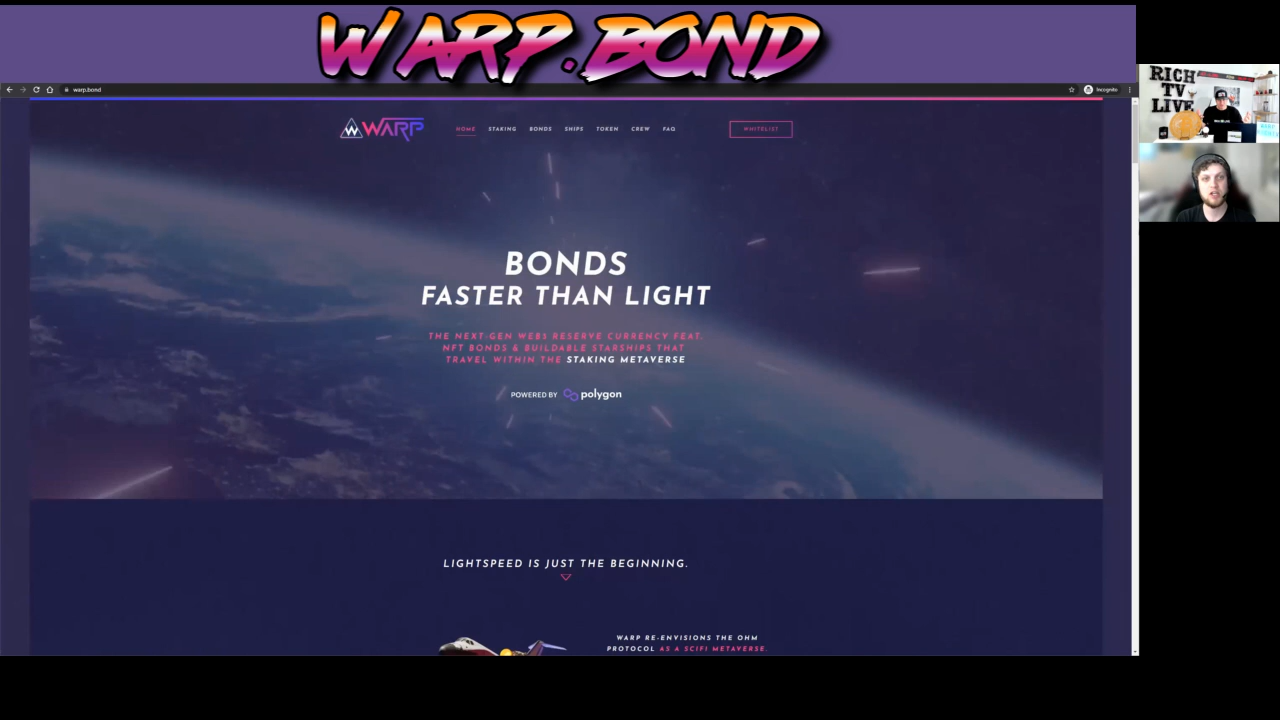 WARP.BOND
warp.bond
Incognito
WARP
HOME STAKING BONDS SHIPS TOKEN CREW FAQ
WHITELIST
BONDS
FASTER THAN LIGHT
THE NEXT-GEN WEB3 RESERVE CURRENCY FEAT.
NFT BONDS & BUILDABLE STARSHIPS THAT
TRAVEL WITHIN THE STAKING METAVERSE
POWERED BY polygon
LIGHTSPEED IS JUST THE BEGINNING.
WARP RE-ENVISIONS THE OHM
PROTOCOL AS A SCIFI METAVERSE.
RICH
TV
LIVE